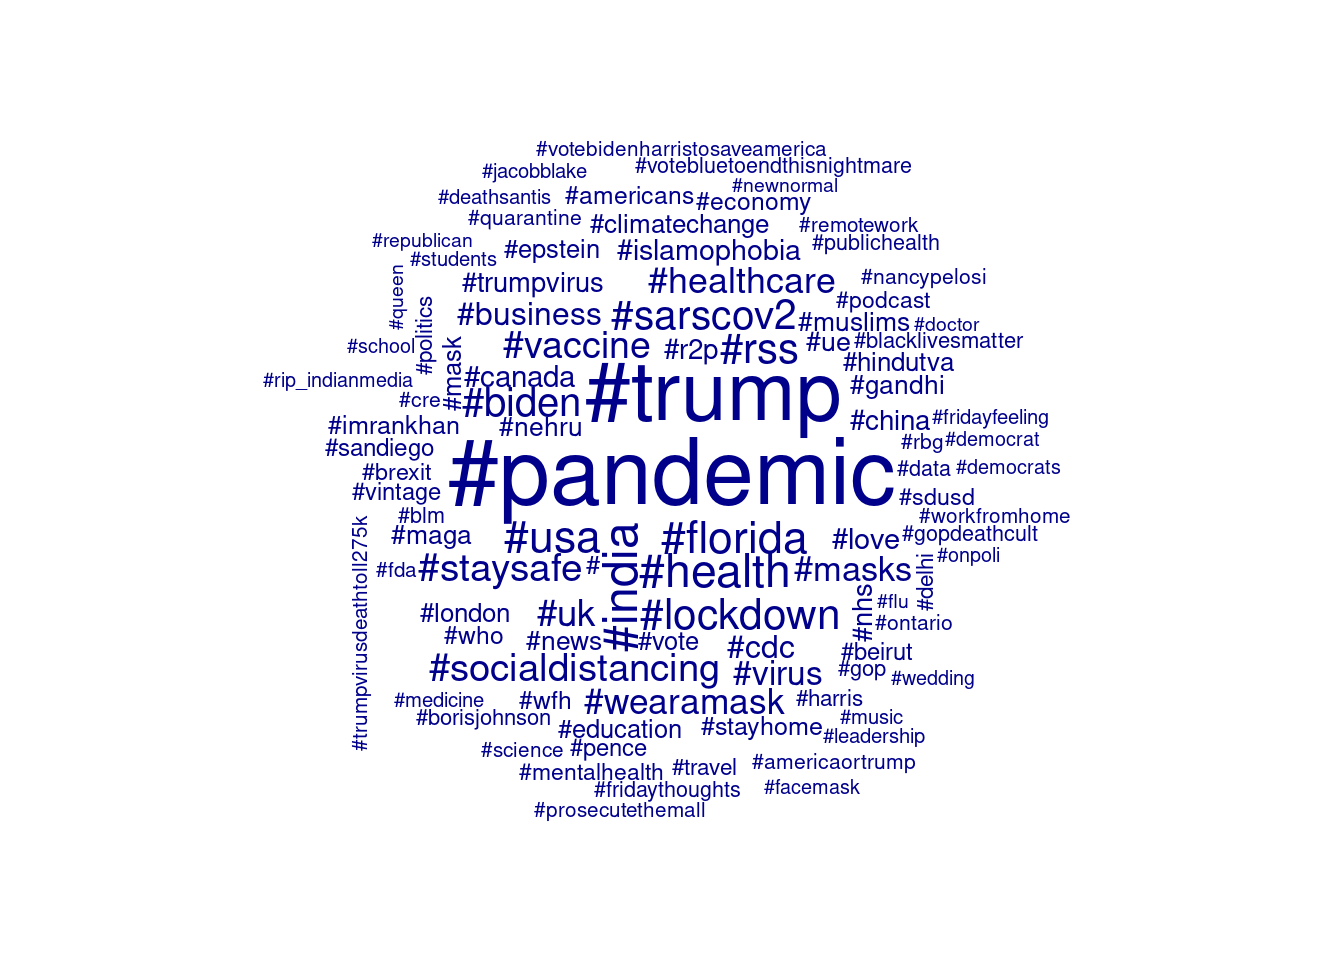 #votebidenharristosaveamerica
#jacobblake #votebluetoendthisnightmare
#newnormal
#deathsantis #americans #economy
#quarantine #climatechange #remotework
#republican #epstein #islamophobia #publichealth
#students
#queen #trumpvirus #healthcare #nancypelosi
#politics #business #sarscov2 #podcast
#muslims #doctor
#school #mask #vaccine #r2p #rss #ue #blacklivesmatter
#hindutva
#rip_indianmedia #canada #trump #gandhi
#cre #biden
#imrankhan #nehru #china #fridayfeeling
#sandiego #rbg #democrat
#brexit #pandemic #data #democrats
#vintage #sdusd
#blm #workfromhome
#maga #usa #india #florida #love #gopdeathcult
#trumpvirusdeathtoll275k #fda #staysafe # #health #masks #delhi #onpoli
#london #uk #lockdown #nhs #flu
#ontario
#who #news #vote #cdc #beirut
#socialdistancing #virus #gop #wedding
#medicine #wfh #wearamask #harris
#borisjohnson #education #stayhome #music
#leadership
#science #pence
#mentalhealth #travel #americaortrump
#fridaythoughts #facemask
#prosecutethemall